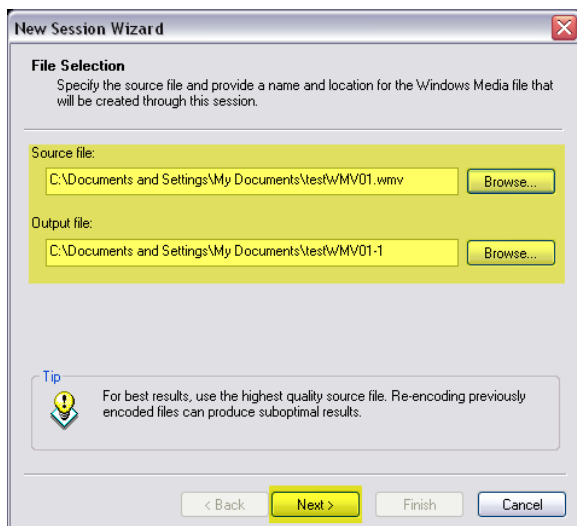 New Session Wizard
File Selection
Specify the source file and provide a name and location for the Windows Media file that
will be created through this session.
Source file:
C:\Documents and Settings\My Documents\testWMV01.wmv
Browse...
Output file:
C:\Documents and Settings\My Documents\testWMV01-1
Browse...
Tip
For best results, use the highest quality source file. Re-encoding previously
encoded files can produce suboptimal results.
< Back
Next >
Finish
Cancel